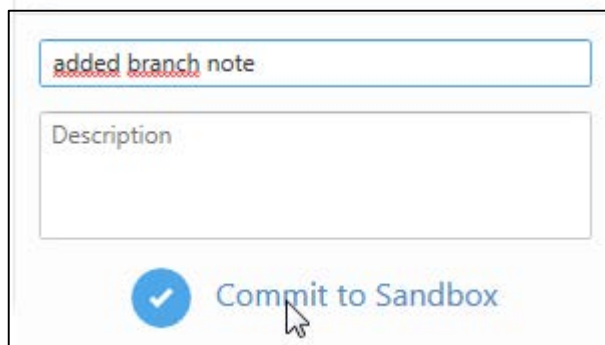 added branch note
Description
Commit to Sandbox